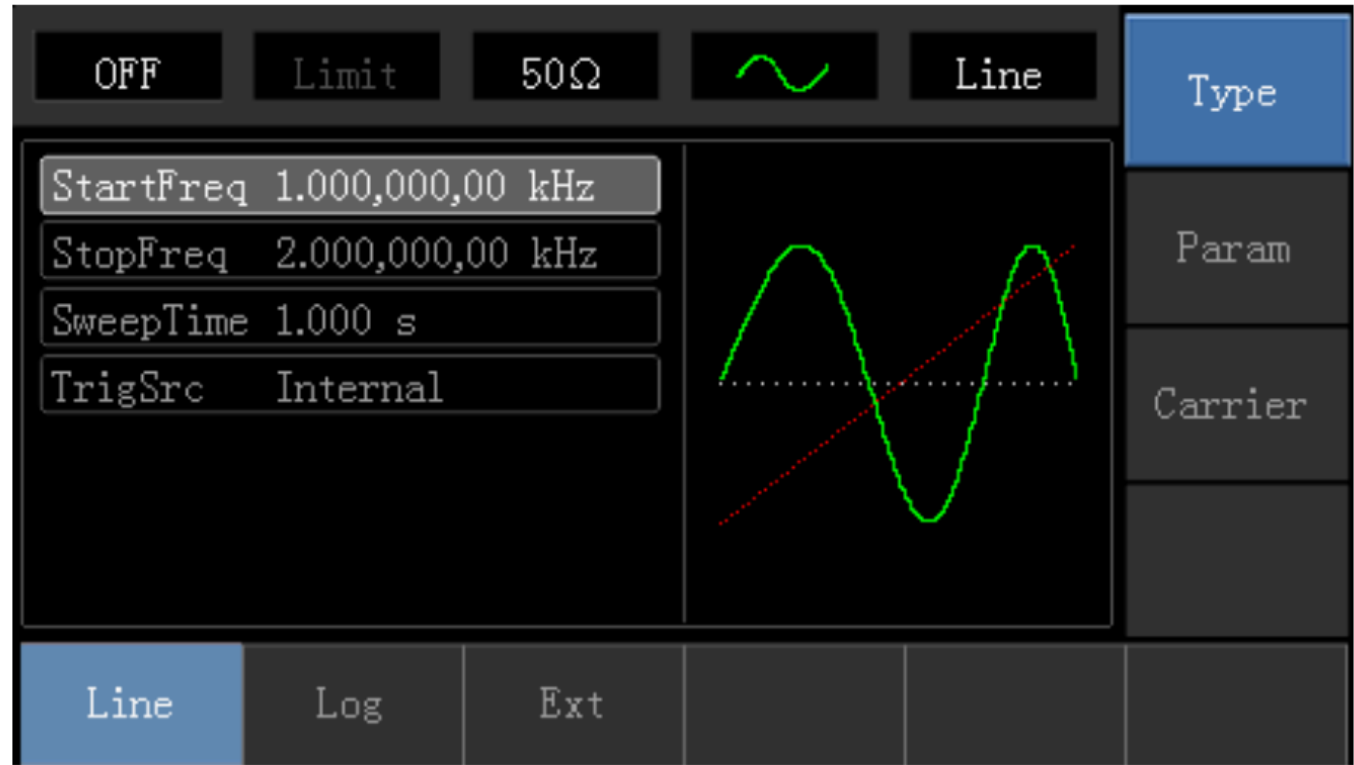 OFF Limit 50Ω Line
Type
StartFreq 1.000,000,00 kHz
StopFreq 2.000,000,00 kHz
SweepTime 1.000 s
TrigSrc Internal
Param
Carrier
Line Log Ext